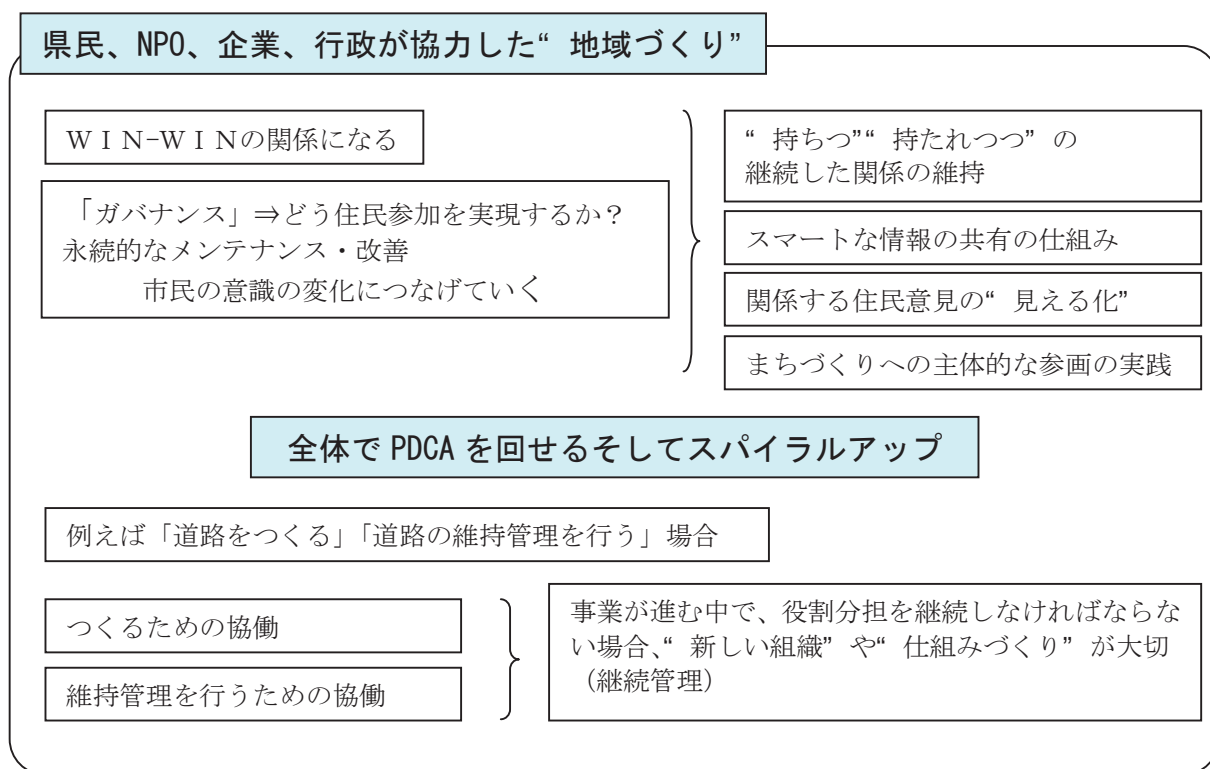 県民、NPO、企業、行政が協力した“ 地域づくり”
ＷＩＮ-ＷＩＮの関係になる
「ガバナンス」⇒どう住民参加を実現するか？
永続的なメンテナンス・改善
市民の意識の変化につなげていく
“ 持ちつ”“ 持たれつつ” の
継続した関係の維持
スマートな情報の共有の仕組み
関係する住民意見の“ 見える化”
まちづくりへの主体的な参画の実践
全体で PDCA を回せるそしてスパイラルアップ
例えば「道路をつくる」「道路の維持管理を行う」場合
つくるための協働
維持管理を行うための協働
事業が進む中で、役割分担を継続しなければならな
い場合、“ 新しい組織” や“ 仕組みづくり” が大切
（継続管理）